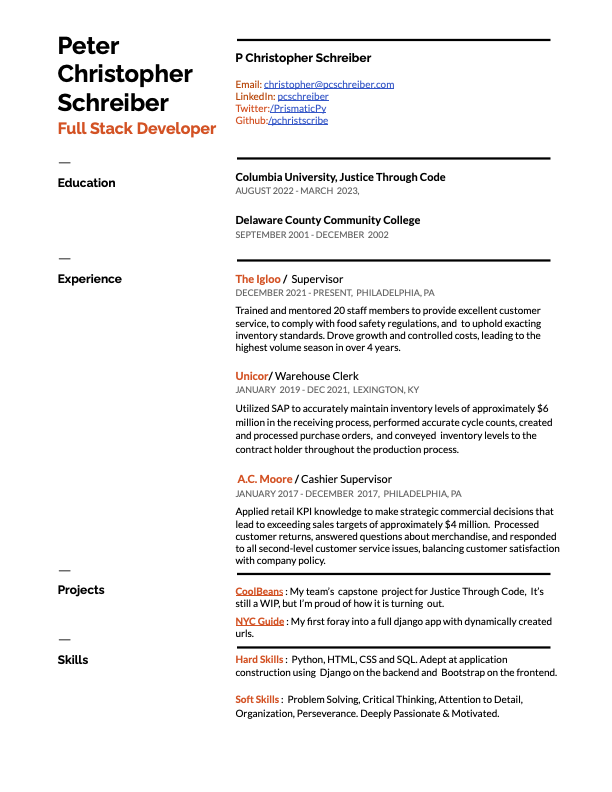 Peter
Christopher
Schreiber
Full Stack Developer
P Christopher Schreiber
Email: christopher@pcschreiber.com
LinkedIn: pcschreiber
Twitter:/PrismaticPy
Github:/pchristscribe
—
Education
Columbia University, Justice Through Code
AUGUST 2022 - MARCH 2023,
Delaware County Community College
SEPTEMBER 2001 - DECEMBER 2002
—
Experience
The Igloo / Supervisor
DECEMBER 2021 - PRESENT, PHILADELPHIA, PA
Trained and mentored 20 staff members to provide excellent customer
service, to comply with food safety regulations, and to uphold exacting
inventory standards. Drove growth and controlled costs, leading to the
highest volume season in over 4 years.
Unicor/ Warehouse Clerk
JANUARY 2019 - DEC 2021, LEXINGTON, KY
Utilized SAP to accurately maintain inventory levels of approximately $6
million in the receiving process, performed accurate cycle counts, created
and processed purchase orders, and conveyed inventory levels to the
contract holder throughout the production process.
A.C. Moore / Cashier Supervisor
JANUARY 2017 - DECEMBER 2017, PHILADELPHIA, PA
Applied retail KPI knowledge to make strategic commercial decisions that
lead to exceeding sales targets of approximately $4 million. Processed
customer returns, answered questions about merchandise, and responded
to all second-level customer service issues, balancing customer satisfaction
with company policy.
—
Projects
CoolBeans : My team's capstone project for Justice Through Code, It's
still a WIP, but I'm proud of how it is turning out.
NYC Guide : My first foray into a full django app with dynamically created
urls.
—
Skills
Hard Skills : Python, HTML, CSS and SQL. Adept at application
construction using Django on the backend and Bootstrap on the frontend.
Soft Skills : Problem Solving, Critical Thinking, Attention to Detail,
Organization, Perseverance. Deeply Passionate & Motivated.